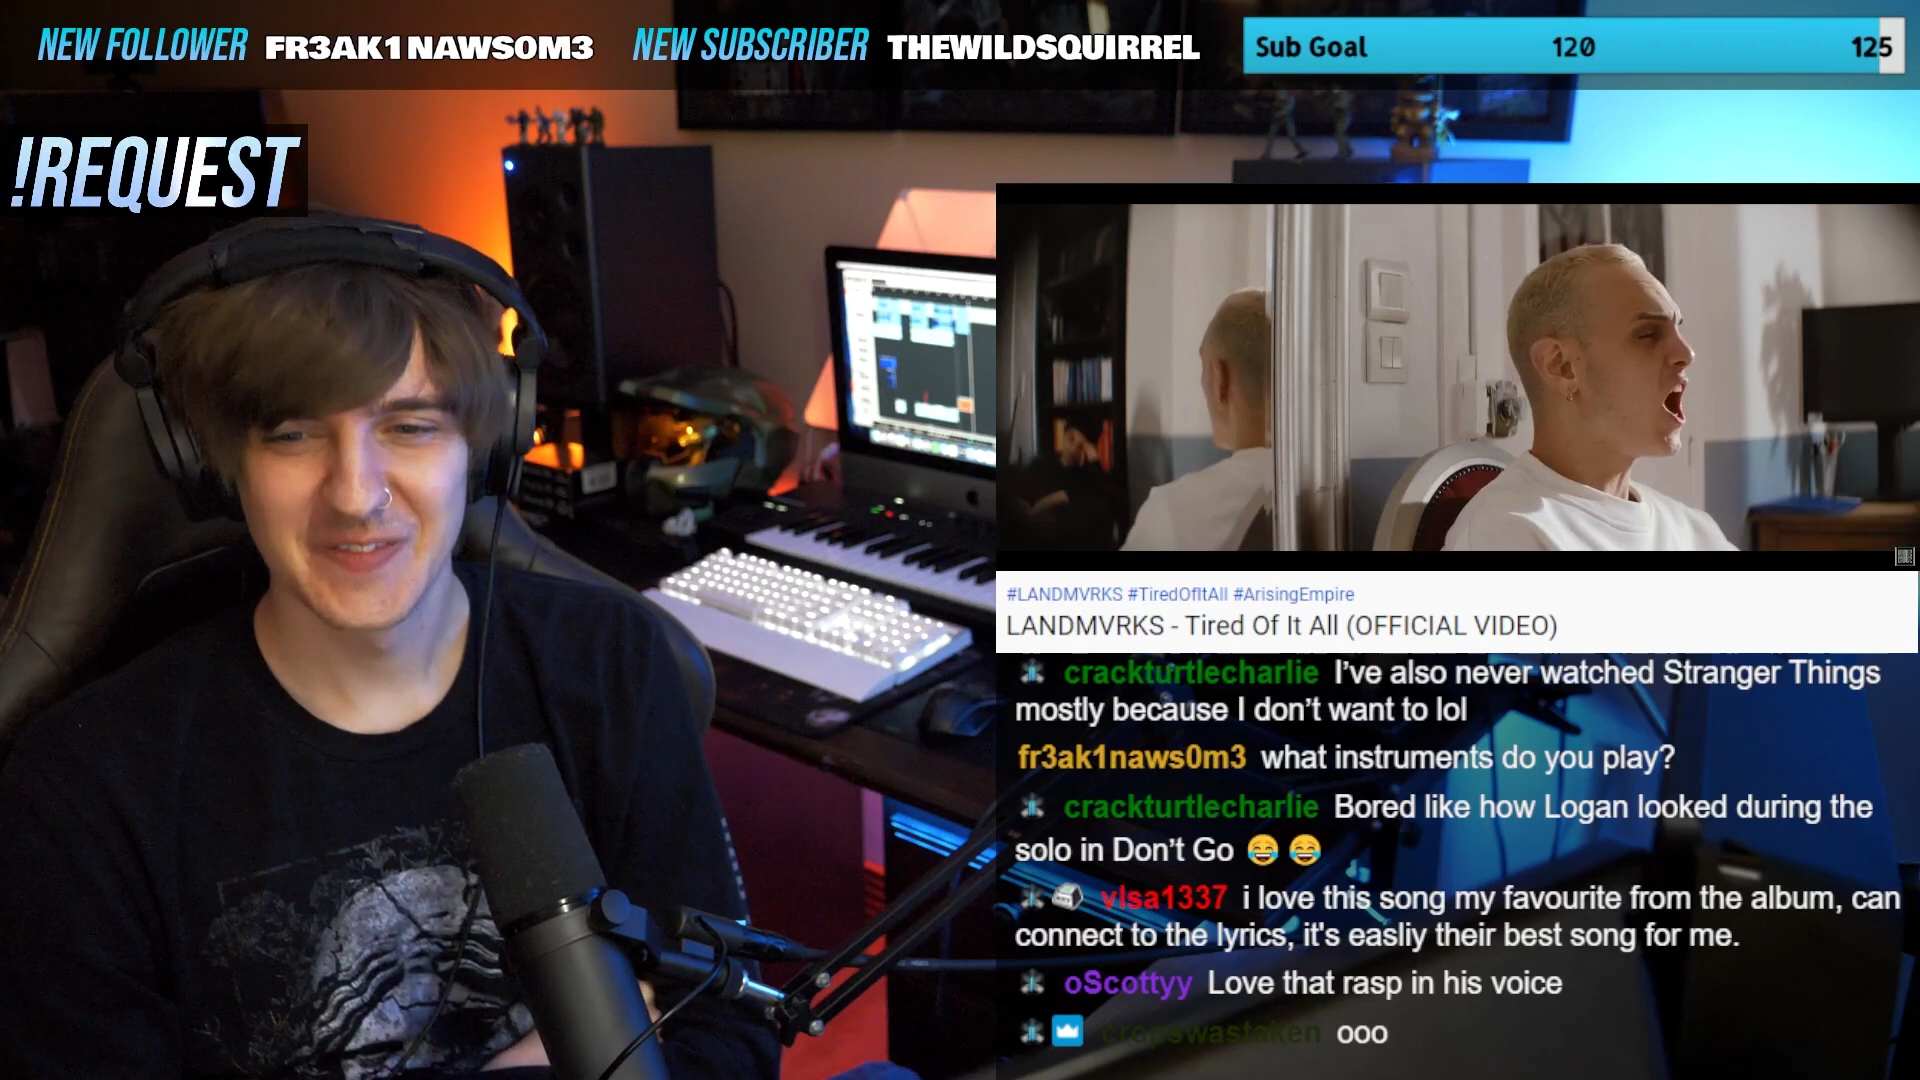 NEW FOLLOWER FR3AK1NAWS0M3 NEW SUBSCRIBER THEWILDSQUIRREL
Sub Goal 120 125
!REQUEST
#LANDMVRKS #TiredOfItAll #ArisingEmpire
LANDMVRKS - Tired Of It All (OFFICIAL VIDEO)
crackturtlecharlie I’ve also never watched Stranger Things
mostly because I don’t want to lol
fr3ak1naws0m3 what instruments do you play?
crackturtlecharlie Bored like how Logan looked during the
solo in Don’t Go 😂 😂
vlsa1337 i love this song my favourite from the album, can
connect to the lyrics, it's easliy their best song for me.
oScottyy Love that rasp in his voice
cropswastaken ooo